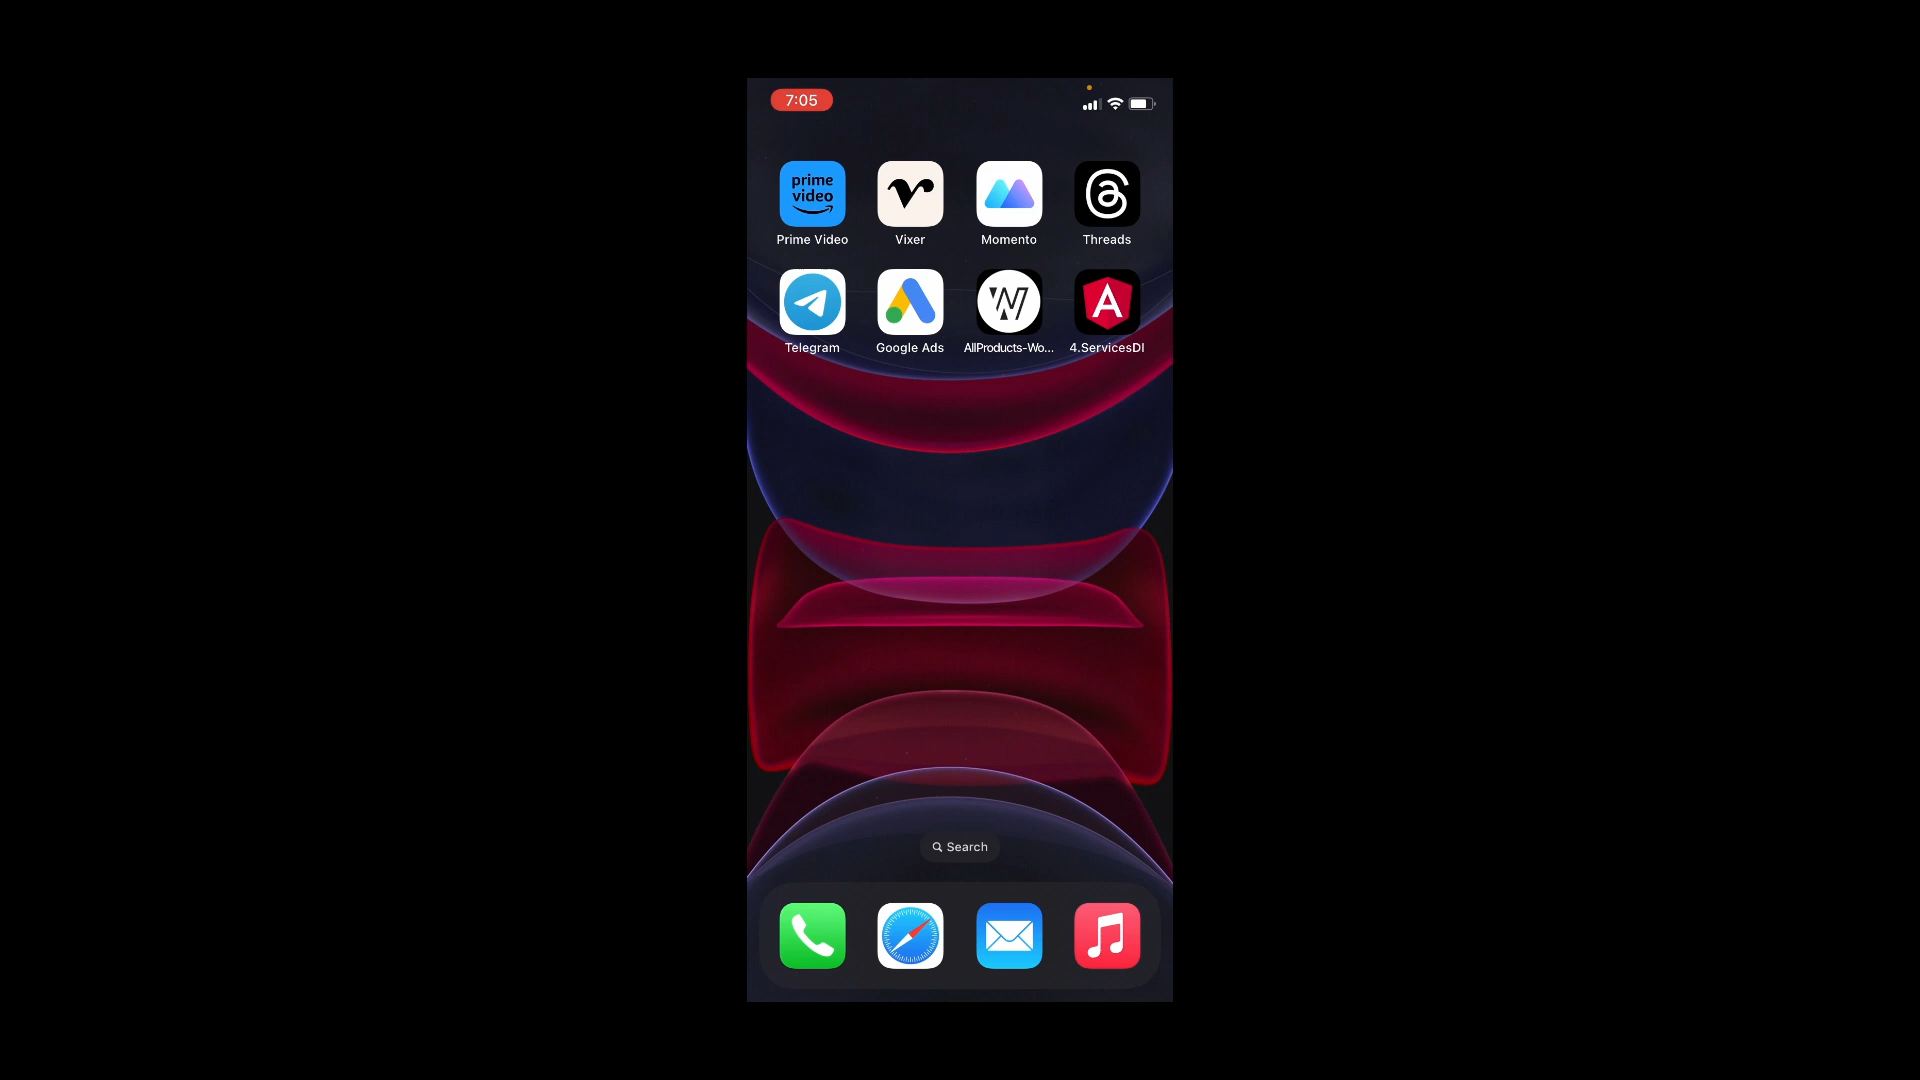 7:05
prime
video
Prime Video
Vixer
Momento
Threads
Telegram
Google Ads
AllProducts-Wo...
4.ServicesDI
Search